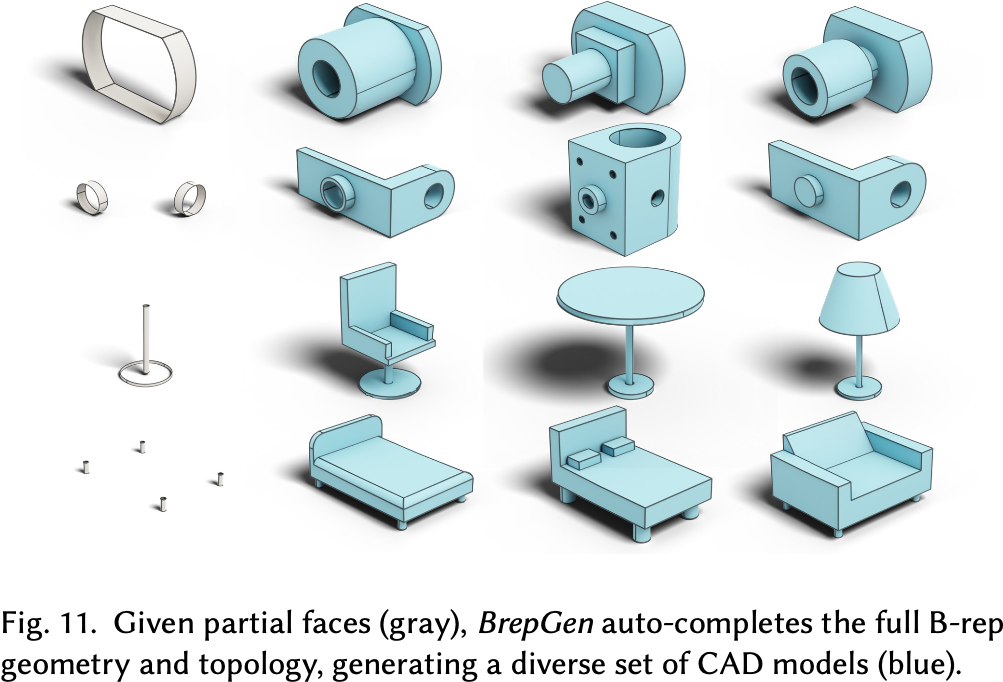 Fig. 11. Given partial faces (gray), BrepGen auto-completes the full B-rep
geometry and topology, generating a diverse set of CAD models (blue).